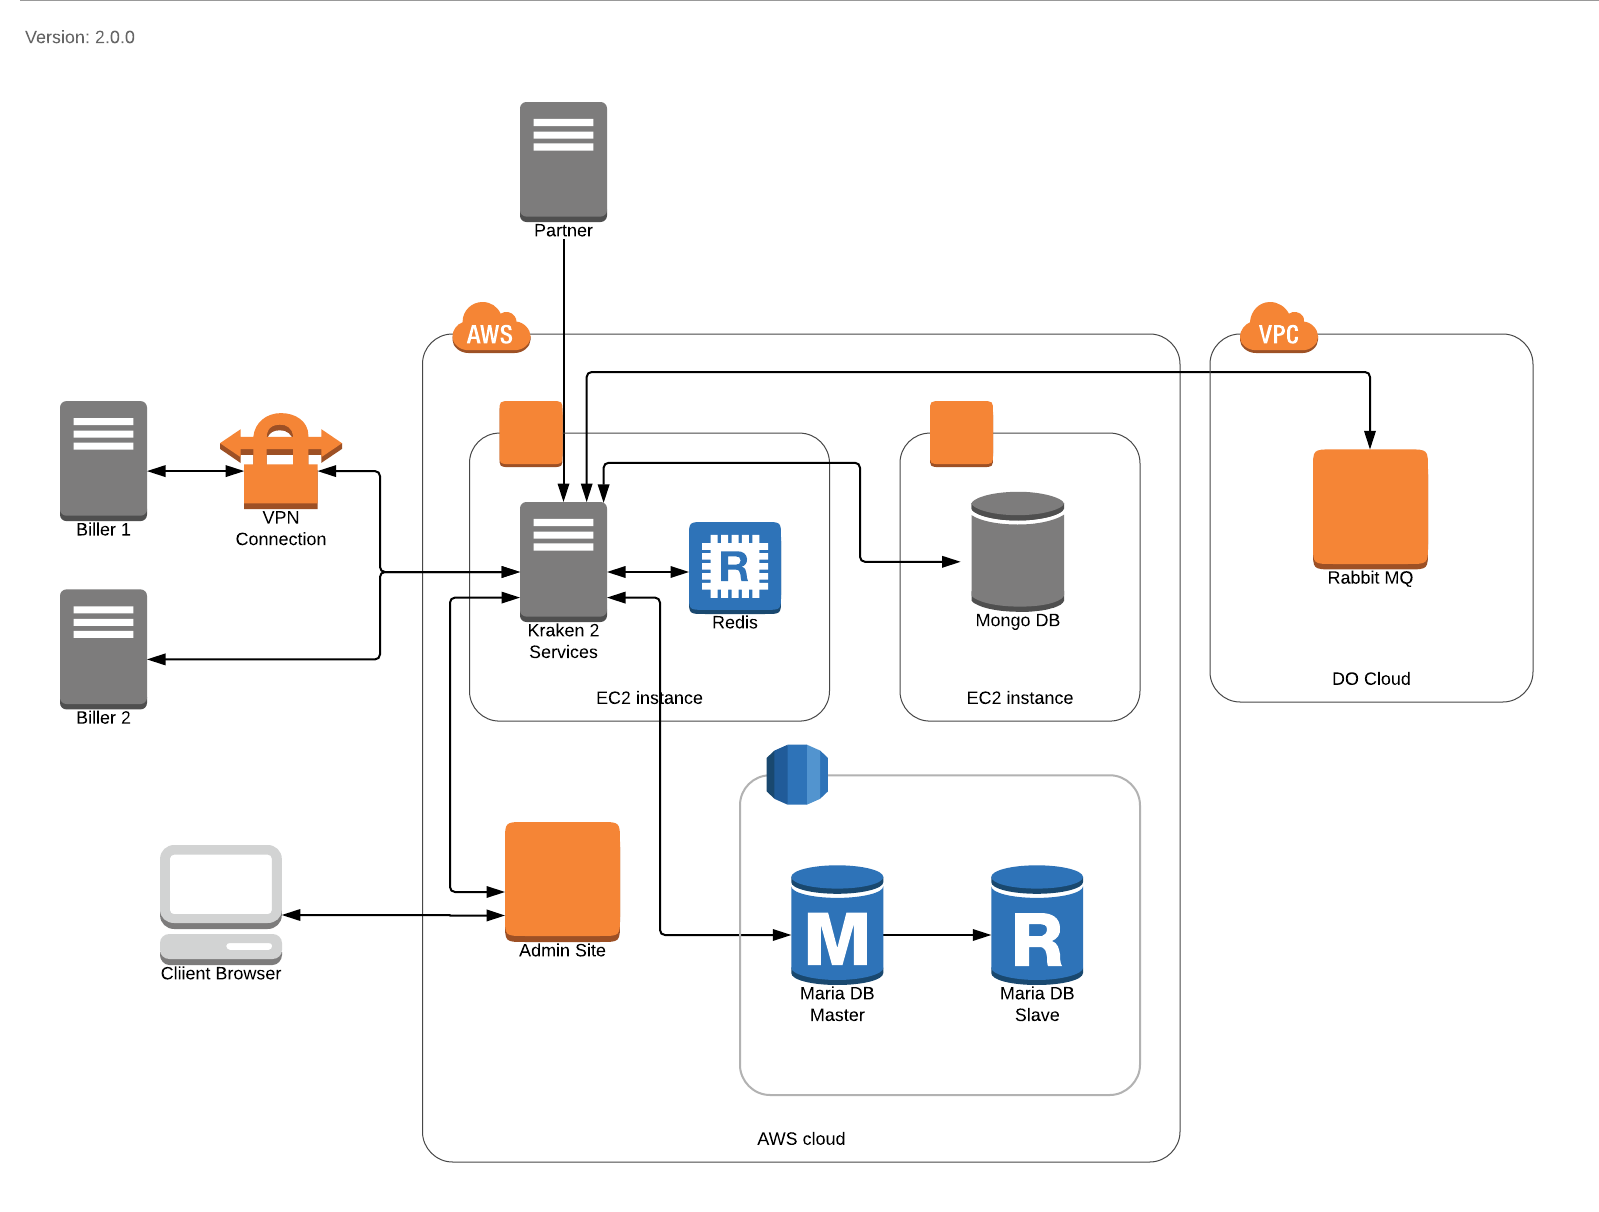 Version: 2.0.0
Partner
AWS
VPC
Biller 1
VPN
Connection
R
Redis
Kraken 2
Services
EC2 instance
Mongo DB
EC2 instance
Rabbit MQ
DO Cloud
Biller 2
Cliient Browser
Admin Site
M
Maria DB
Master
R
Maria DB
Slave
AWS cloud